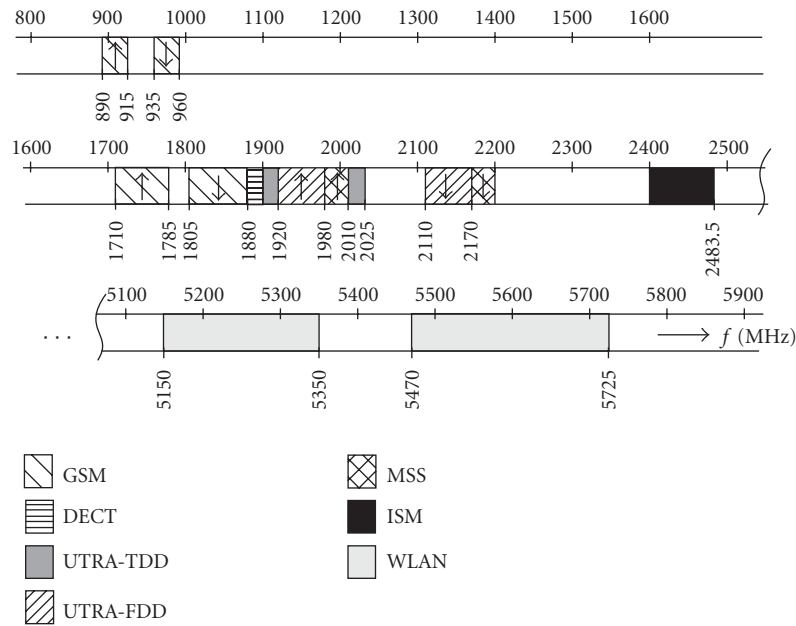 800 900 1000 1100 1200 1300 1400 1500 1600
890 915 935 960
1600 1700 1800 1900 2000 2100 2200 2300 2400 2500
1710 1785 1805 1880 1920 1980 2010 2025 2110 2170 2483.5
5100 5200 5300 5400 5500 5600 5700 5800 5900
. . . f (MHz)
5150 5350 5470 5725
GSM MSS
DECT ISM
UTRA-TDD WLAN
UTRA-FDD